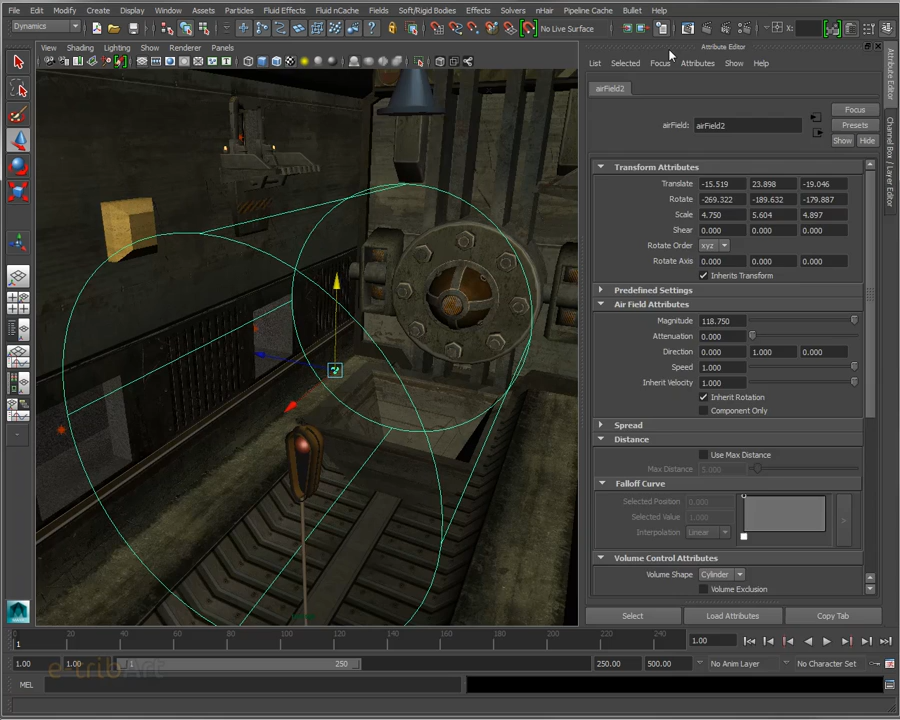 File Edit Modify Create Display Window Assets Particles Fluid Effects Fluid nCache Fields Soft/Rigid Bodies Effects Solvers nHair Pipeline Cache Bullet Help
Dynamics No Live Surface X:
View Shading Lighting Show Renderer Panels
Attribute Editor
List Selected Focus Attributes Show Help
airField2
Focus
airField: airField2
Presets
Show Hide
Transform Attributes
Translate -15.519 23.898 -19.046
Rotate -269.322 -189.632 -179.887
Scale 4.750 5.604 4.897
Shear 0.000 0.000 0.000
Rotate Order xyz
Rotate Axis 0.000 0.000 0.000
Inherits Transform
Predefined Settings
Air Field Attributes
Magnitude 118.750
Attenuation 0.000
Direction 0.000 1.000 0.000
Speed 1.000
Inherit Velocity 1.000
Inherit Rotation
Component Only
Spread
Distance
Use Max Distance
Max Distance 5.000
Falloff Curve
Selected Position 0.000
Selected Value 1.000
Interpolation Linear
>
Volume Control Attributes
Volume Shape Cylinder
Volume Exclusion
Select Load Attributes Copy Tab
Attribute Editor
Channel Box / Layer Editor
1 20 40 60 80 100 120 140 160 180 200 220 240 1.00
1.00 1.00 1 250 250.00 500.00 No Anim Layer No Character Set
e-tribArt
MEL